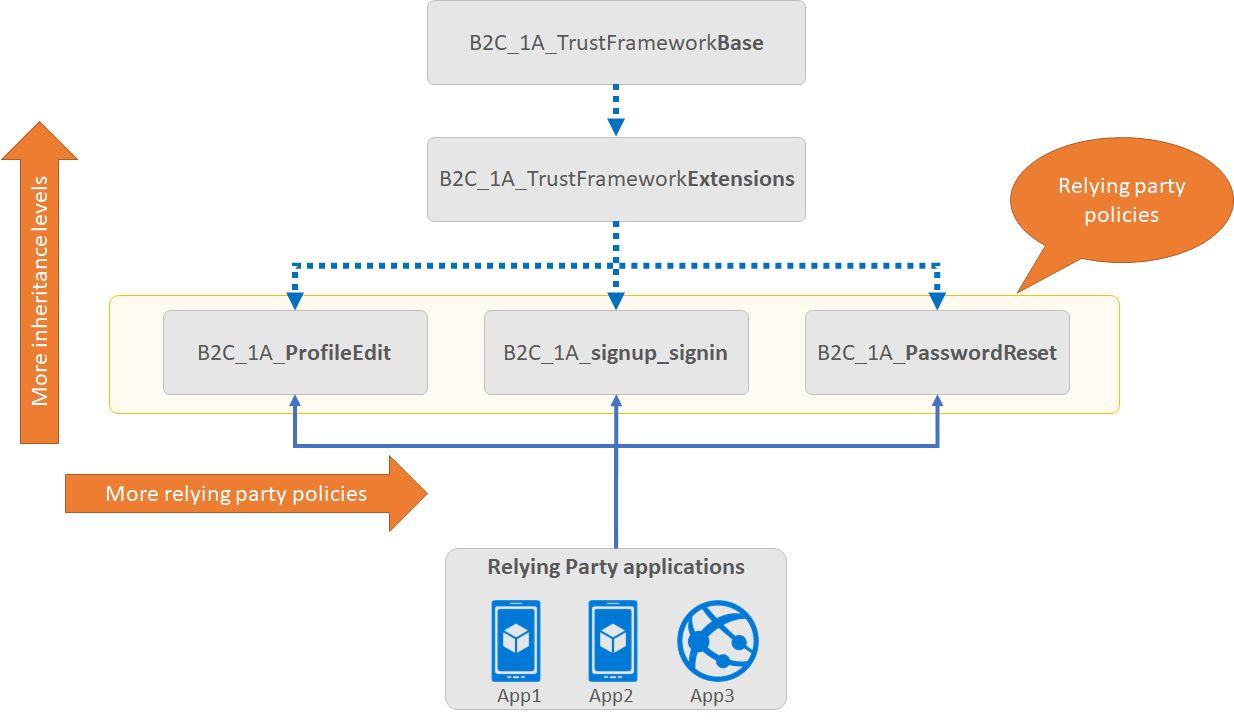 B2C_1A_TrustFrameworkBase
B2C_1A_TrustFrameworkExtensions
Relying party
policies
More inheritance levels
B2C_1A_ProfileEdit
B2C_1A_signup_signin
B2C_1A_PasswordReset
More relying party policies
Relying Party applications
App1
App2
App3